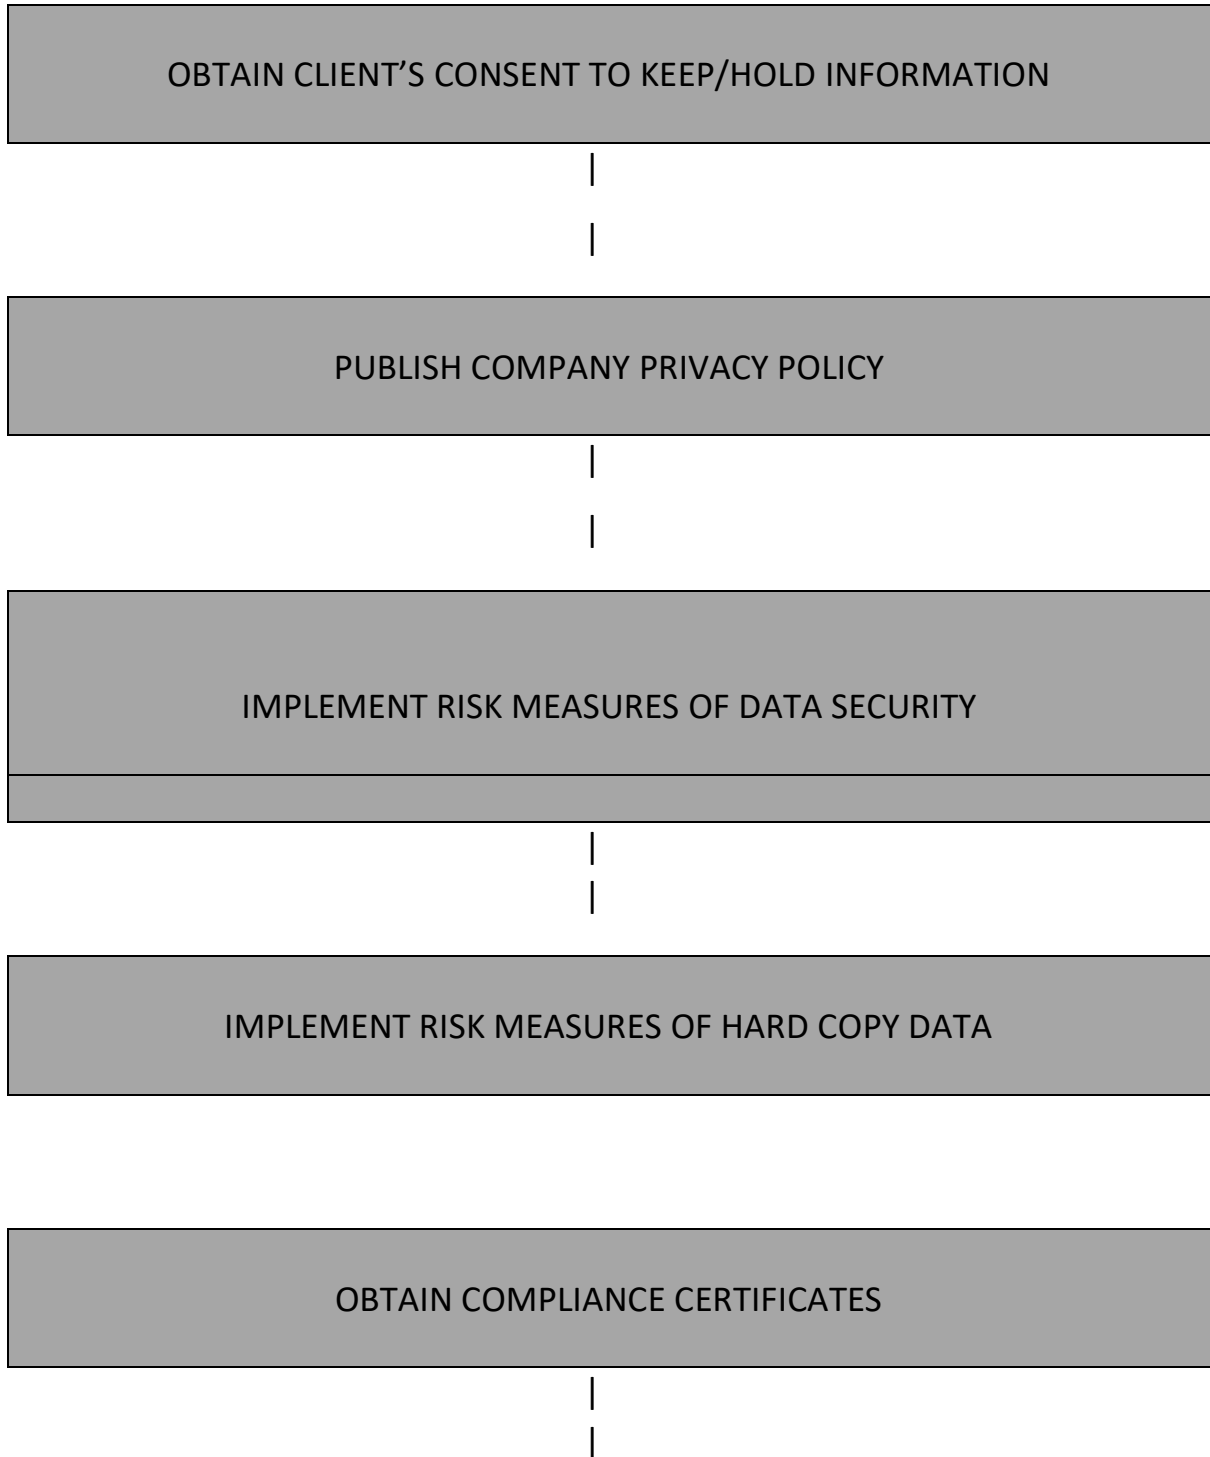 OBTAIN CLIENT’S CONSENT TO KEEP/HOLD INFORMATION
|
|
PUBLISH COMPANY PRIVACY POLICY
|
|
IMPLEMENT RISK MEASURES OF DATA SECURITY
|
|
IMPLEMENT RISK MEASURES OF HARD COPY DATA
OBTAIN COMPLIANCE CERTIFICATES
|
|